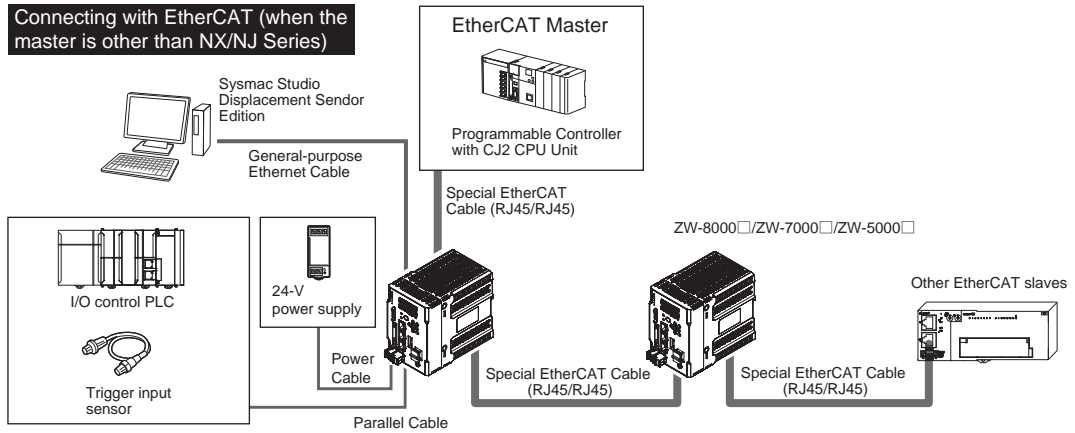 Connecting with EtherCAT (when the
master is other than NX/NJ Series)
EtherCAT Master
Sysmac Studio
Displacement Sendor
Edition
Programmable Controller
with CJ2 CPU Unit
General-purpose
Ethernet Cable
Special EtherCAT
Cable (RJ45/RJ45)
ZW-8000□/ZW-7000□/ZW-5000□
I/O control PLC
24-V
power supply
Other EtherCAT slaves
Trigger input
sensor
Power
Cable
Special EtherCAT Cable
(RJ45/RJ45)
Special EtherCAT Cable
(RJ45/RJ45)
Parallel Cable